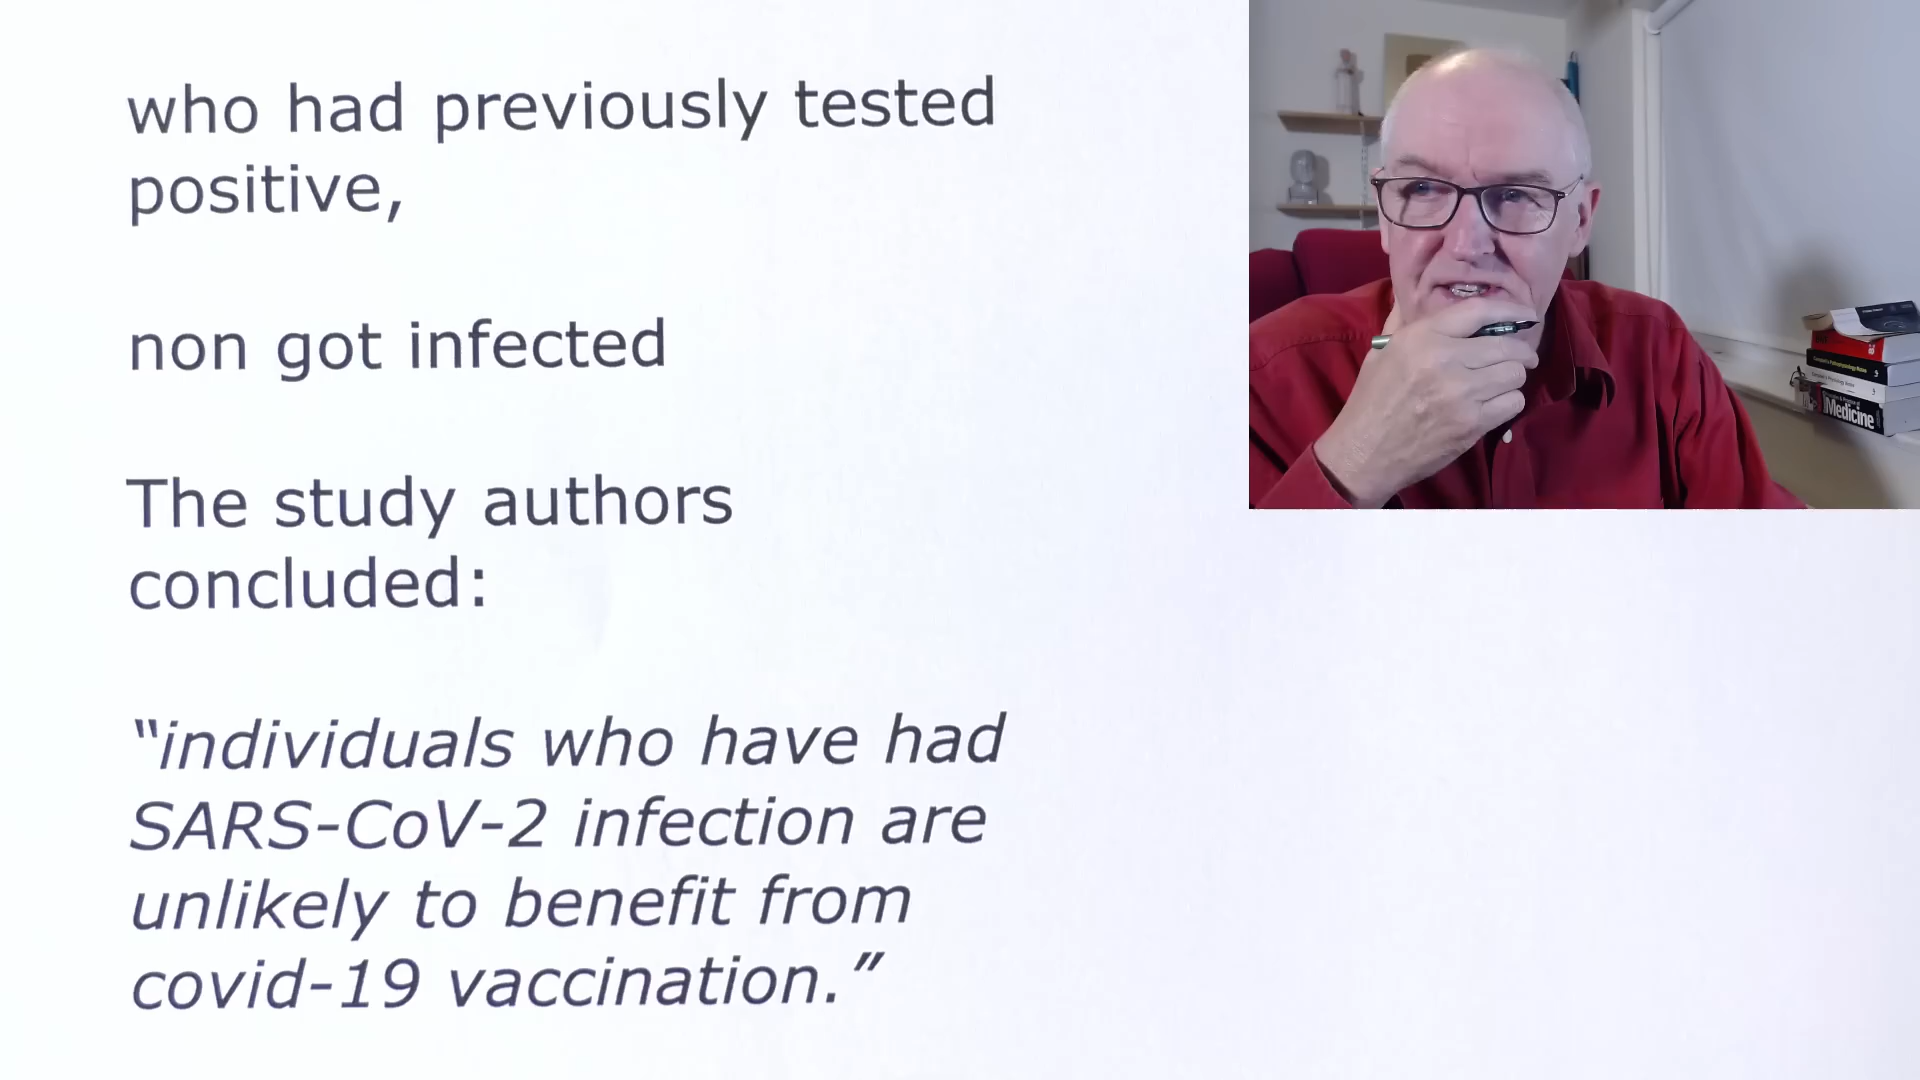 who had previously tested
positive,
non got infected
The study authors
concluded:
“individuals who have had
SARS-CoV-2 infection are
unlikely to benefit from
covid-19 vaccination.”
Medicine